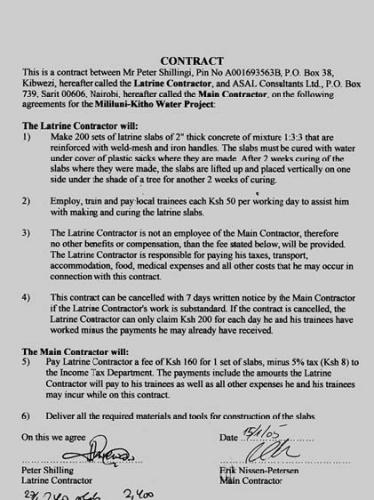 CONTRACT
This is a contract between Mr Peter Shillingi, Pin No A001693563B, P.O. Box 38,
Kibwezi, hereafter called the Latrine Contractor, and ASAL Consultants Ltd., P.O. Box
739, Sarit 00606, Nairobi, hereafter called the Main Contractor, on the following
agreements for the Mililuni-Kitho Water Project:
The Latrine Contractor will:
1) Make 200 sets of latrine slabs of 2" thick concrete of mixture 1:3:3 that are
reinforced with weld-mesh and iron handles. The slabs must be cured with water
under cover of plastic sacks where they are made. After 2 weeks curing of the
slabs where they were made, the slabs are lifted up and placed vertically on one
side under the shade of a tree for another 2 weeks of curing.
2) Employ, train and pay local trainees each Ksh 50 per working day to assist him
with making and curing the latrine slabs.
3) The Latrine Contractor is not an employee of the Main Contractor, therefore
no other benefits or compensation, than the fee stated below, will be provided.
The Latrine Contractor is responsible for paying his taxes, transport,
accommodation, food, medical expenses and all other costs that he may occur in
connection with this contract.
4) This contract can be cancelled with 7 days written notice by the Main Contractor
if the Latrine Contractor's work is substandard. If the contract is cancelled, the
Latrine Contractor can only claim Ksh 200 for each day he and his trainees have
worked minus the payments he may already have received.
The Main Contractor will:
5) Pay Latrine Contractor a fee of Ksh 160 for 1 set of slabs, minus 5% tax (Ksh 8) to
the Income Tax Department. The payments include the amounts the Latrine
Contractor will pay to his trainees as well as all other expenses he and his trainees
may incur while on this contract.
6) Deliver all the required materials and tools for construction of the slabs
On this we agree Date 15/1/05
Peter Shilling Erik Nissen-Petersen
Latrine Contractor Main Contractor